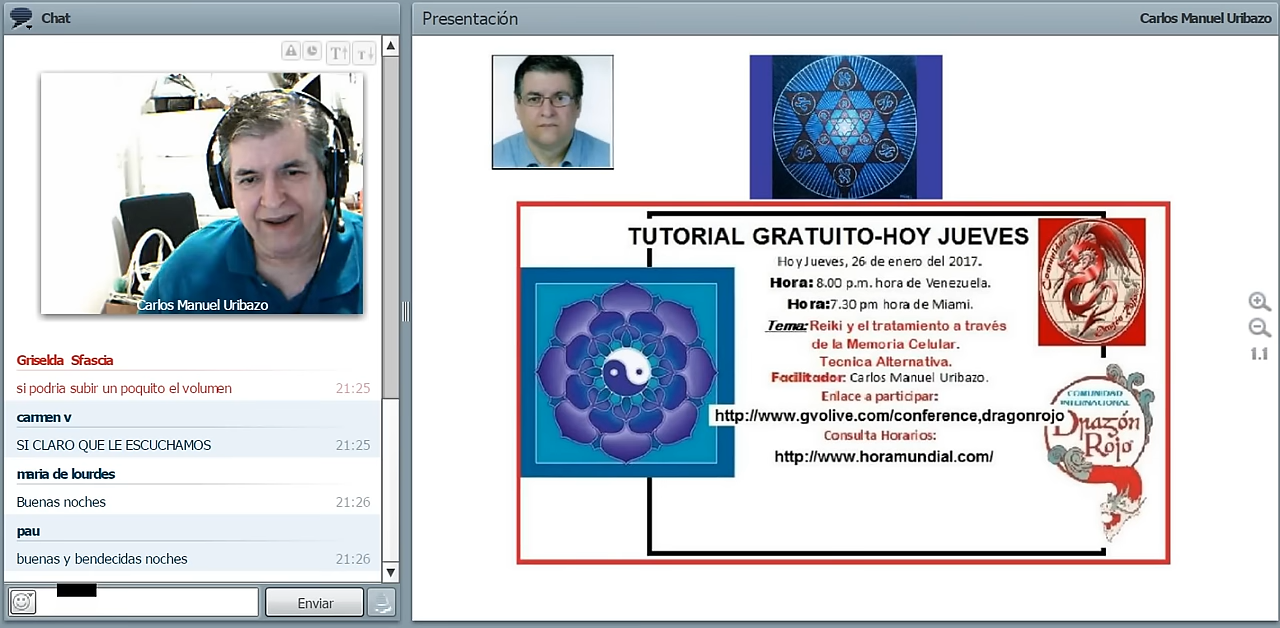 Chat
Presentación
Carlos Manuel Uribazo
Carlos Manuel Uribazo
Griselda Sfascia
si podria subir un poquito el volumen 21:25
carmen v
SI CLARO QUE LE ESCUCHAMOS 21:25
maria de lourdes
Buenas noches 21:26
pau
buenas y bendecidas noches 21:26
Enviar
TUTORIAL GRATUITO-HOY JUEVES
Hoy Jueves, 26 de enero del 2017.
Hora: 8.00 p.m. hora de Venezuela.
Hora:7.30 pm hora de Miami.
Tema:Reiki y el tratamiento a través
de la Memoria Celular.
Tecnica Alternativa.
Facilitador: Carlos Manuel Uribazo.
Enlace a participar:
http://www.gvolive.com/conference,dragonrojo
Consulta Horarios:
http://www.horamundial.com/
Comunidad
Dragón Rojo
COMUNIDAD
INTERNACIONAL
Dragón
Rojo
1.1